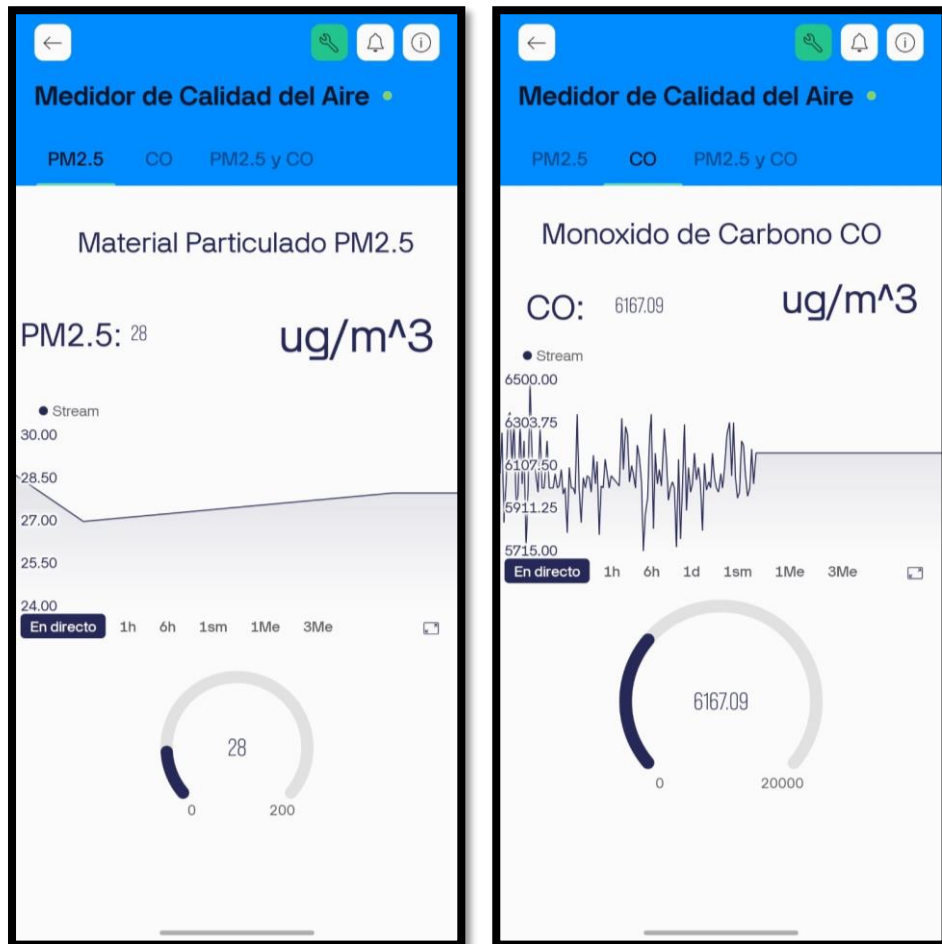 Medidor de Calidad del Aire
PM2.5 CO PM2.5 y CO
Material Particulado PM2.5
PM2.5: 28 ug/m^3
Stream
30.00
28.50
27.00
25.50
24.00
En directo 1h 6h 1sm 1Me 3Me
28
0 200
Medidor de Calidad del Aire
PM2.5 CO PM2.5 y CO
Monoxido de Carbono CO
CO: 6167.09 ug/m^3
Stream
6500.00
6303.75
6107.50
5911.25
5715.00
En directo 1h 6h 1d 1sm 1Me 3Me
6167.09
0 20000